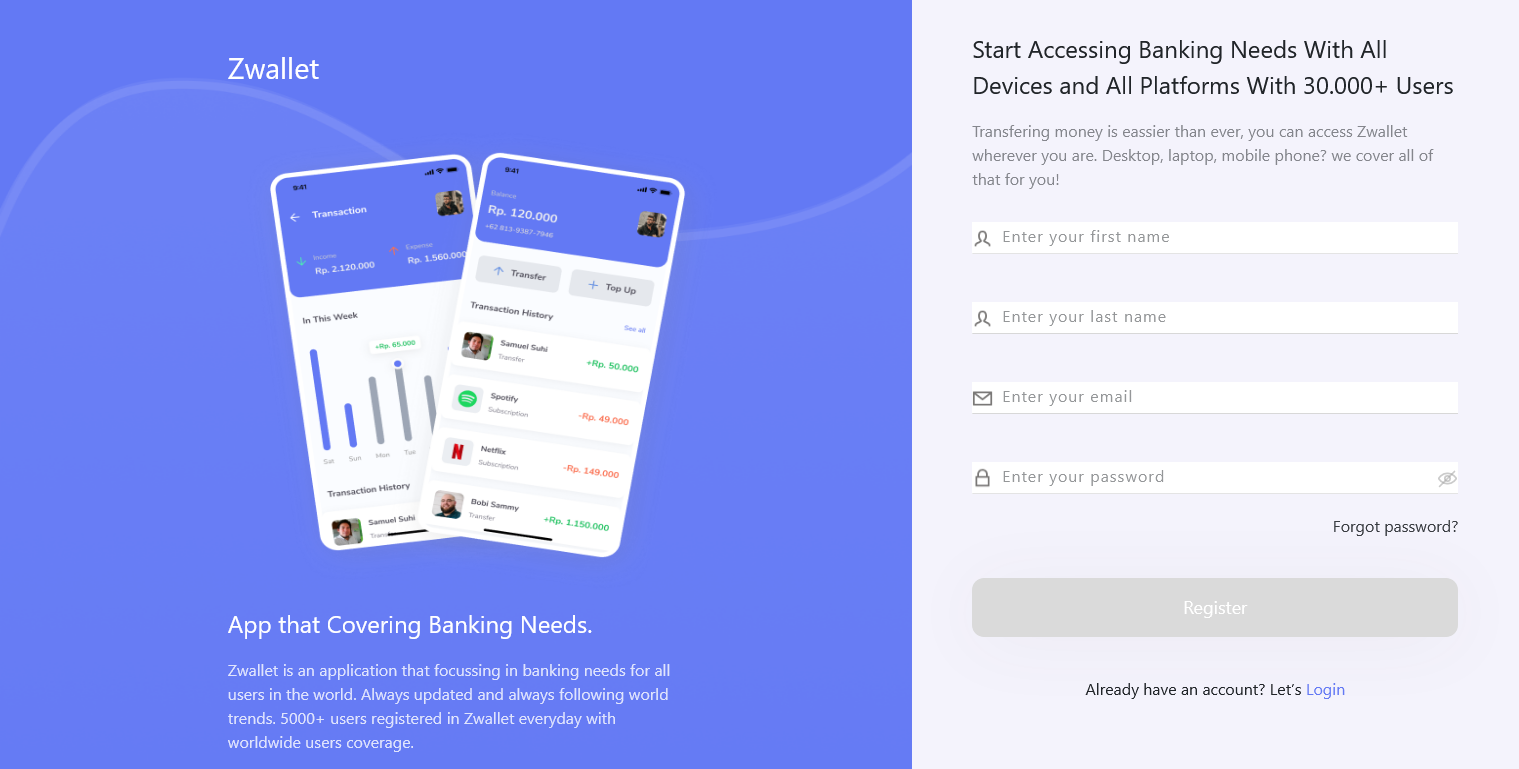 Zwallet
9:41
Transaction
Income
Rp. 2.120.000
Expense
Rp. 1.560.000
In This Week
+Rp. 65.000
Sat
Sun
Mon
Tue
Transaction History
Samuel Suhi
9:41
Balance
Rp. 120.000
+62 813-9387-7946
Transfer
Top Up
Transaction History
See all
Samuel Suhi
Transfer
+Rp. 50.000
Spotify
Subscription
-Rp. 49.000
N
Netflix
Subscription
-Rp. 149.000
Bobi Sammy
Transfer
+Rp. 1.150.000
App that Covering Banking Needs.
Zwallet is an application that focussing in banking needs for all
users in the world. Always updated and always following world
trends. 5000+ users registered in Zwallet everyday with
worldwide users coverage.
Start Accessing Banking Needs With All
Devices and All Platforms With 30.000+ Users
Transfering money is eassier than ever, you can access Zwallet
wherever you are. Desktop, laptop, mobile phone? we cover all of
that for you!
Enter your first name
Enter your last name
Enter your email
Enter your password
Forgot password?
Register
Already have an account? Let’s Login